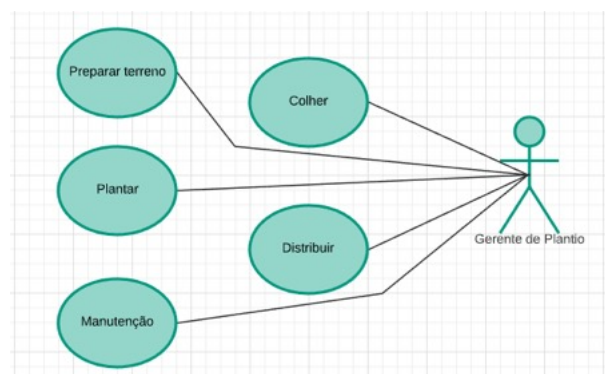 Preparar terreno
Colher
Plantar
Gerente de Plantio
Distribuir
Manutenção